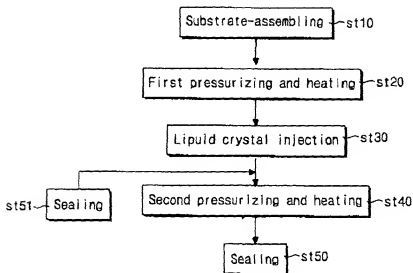 Substrate-assembling st10
First pressurizing and heating st20
Lipuid crystal injection st30
st51 Sealing
Second pressurizing and heating st40
Sealing st50